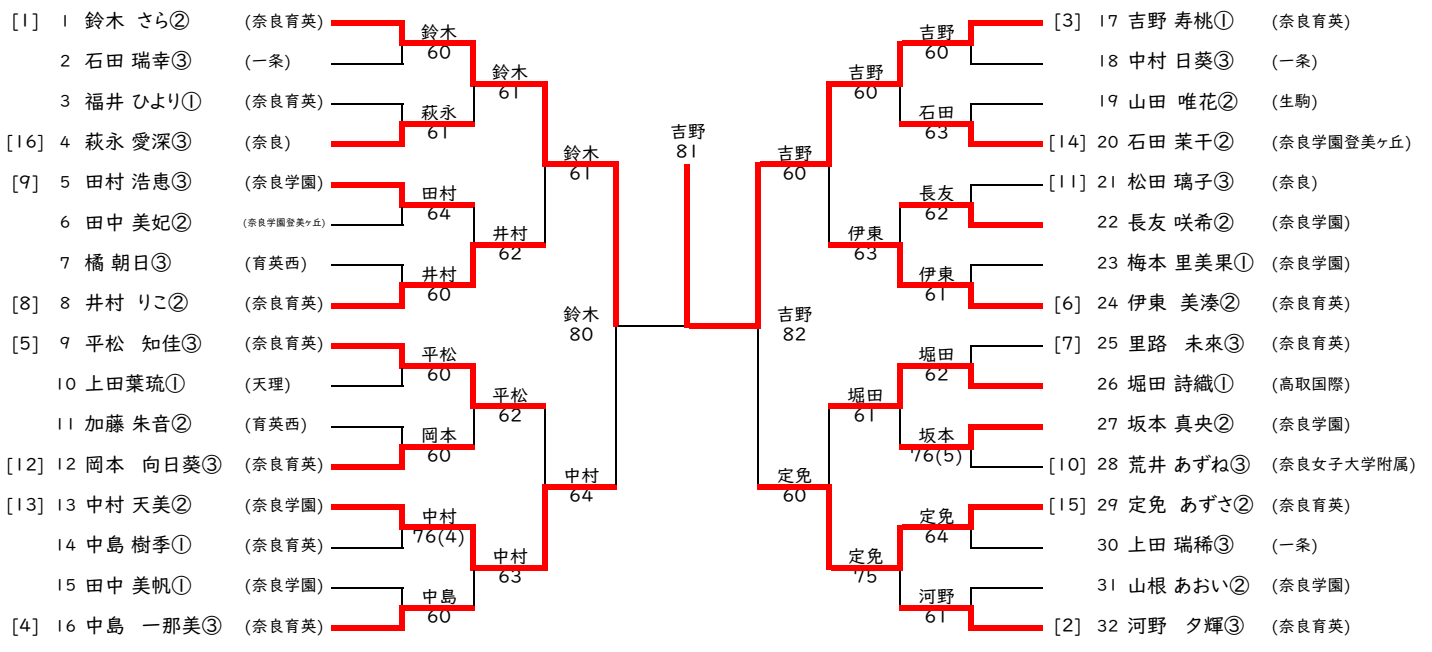 [1] 1 鈴木 さら② (奈良育英)
2 石田 瑞幸③ (一条)
3 福井 ひより① (奈良育英)
[16] 4 萩永 愛深③ (奈良)
[9] 5 田村 浩恵③ (奈良学園)
6 田中 美妃② (奈良学園登美ヶ丘)
7 橘 朝日③ (育英西)
[8] 8 井村 りこ② (奈良育英)
[5] 9 平松 知佳③ (奈良育英)
10 上田葉琉① (天理)
11 加藤 朱音② (育英西)
[12] 12 岡本 向日葵③ (奈良育英)
[13] 13 中村 天美② (奈良学園)
14 中島 樹季① (奈良育英)
15 田中 美帆① (奈良学園)
[4] 16 中島 一那美③ (奈良育英)
鈴木
60
萩永
61
田村
64
井村
60
平松
60
岡本
60
中村
76(4)
中島
60
鈴木
61
井村
62
平松
62
中村
63
鈴木
61
中村
64
鈴木
80
吉野
81
吉野
82
吉野
60
定免
60
吉野
60
伊東
63
堀田
61
定免
75
吉野
60
石田
63
長友
62
伊東
61
堀田
62
坂本
76(5)
定免
64
河野
61
[3] 17 吉野 寿桃① (奈良育英)
18 中村 日葵③ (一条)
19 山田 唯花② (生駒)
[14] 20 石田 茉千② (奈良学園登美ヶ丘)
[11] 21 松田 璃子③ (奈良)
22 長友 咲希② (奈良学園)
23 梅本 里美果① (奈良学園)
[6] 24 伊東 美湊② (奈良育英)
[7] 25 里路 未來③ (奈良育英)
26 堀田 詩織① (高取国際)
27 坂本 真央② (奈良学園)
[10] 28 荒井 あずね③ (奈良女子大学附属)
[15] 29 定免 あずさ② (奈良育英)
30 上田 瑞稀③ (一条)
31 山根 あおい② (奈良学園)
[2] 32 河野 夕輝③ (奈良育英)